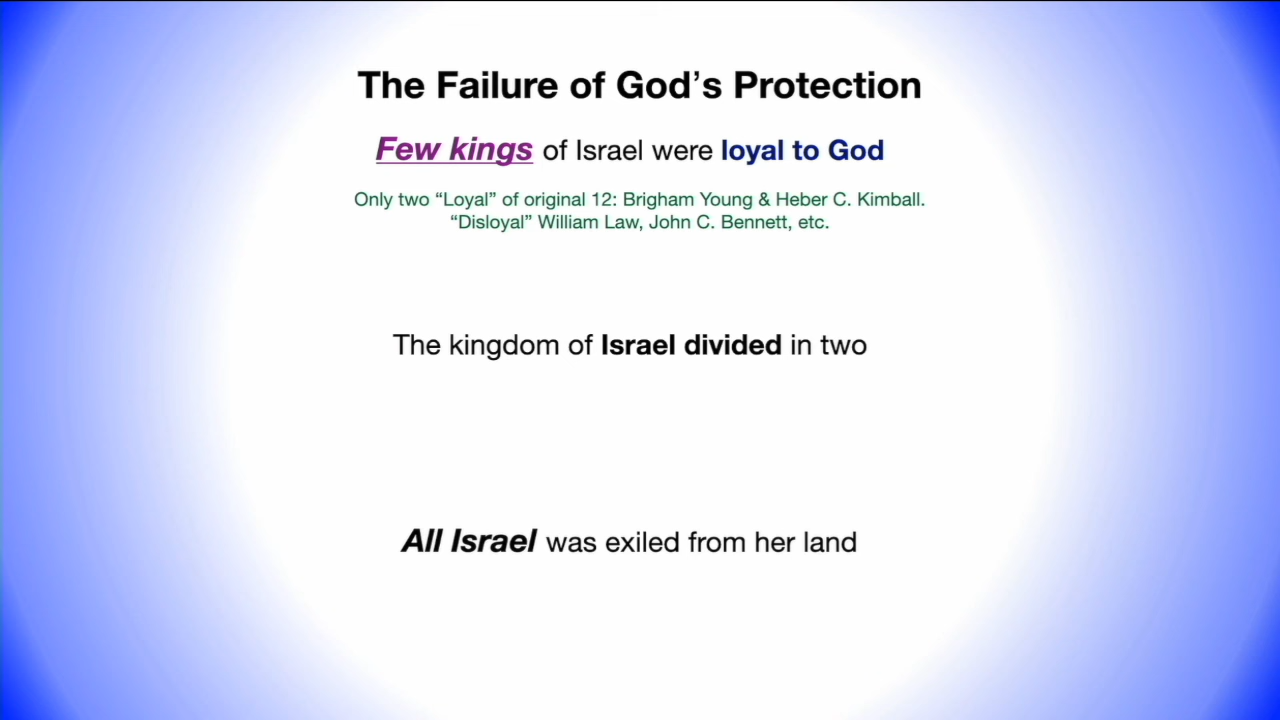 The Failure of God’s Protection
Few kings of Israel were loyal to God
Only two “Loyal” of original 12: Brigham Young & Heber C. Kimball.
“Disloyal” William Law, John C. Bennett, etc.
The kingdom of Israel divided in two
All Israel was exiled from her land